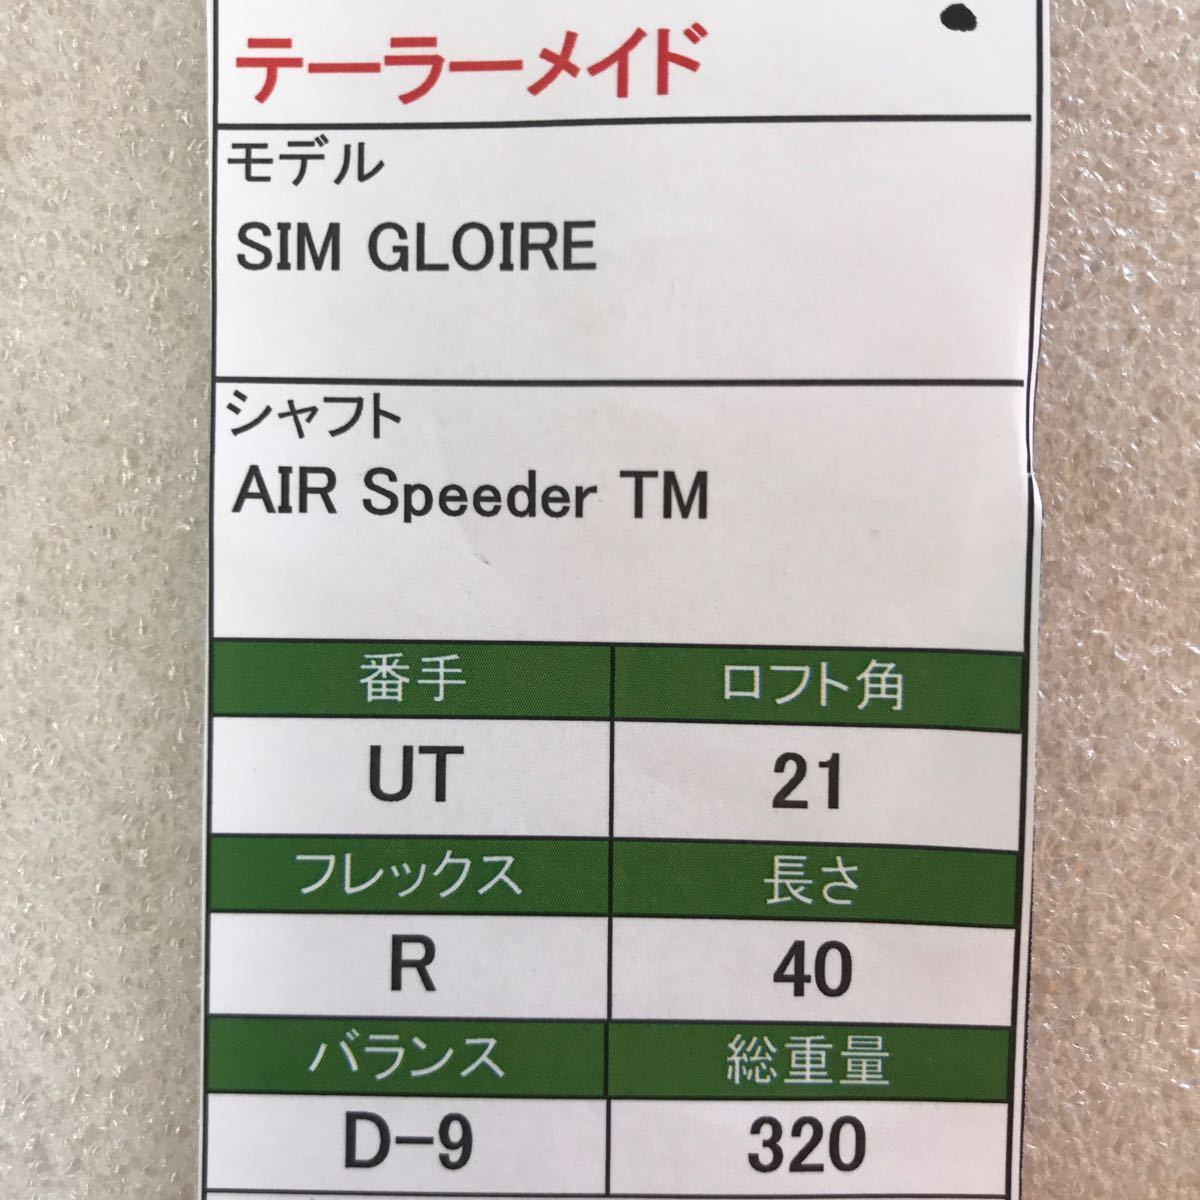 テーラーメイド
モデル
SIM GLOIRE
シャフト
AIR Speeder TM
番手 ロフト角
UT 21
フレックス 長さ
R 40
バランス 総重量
D-9 320